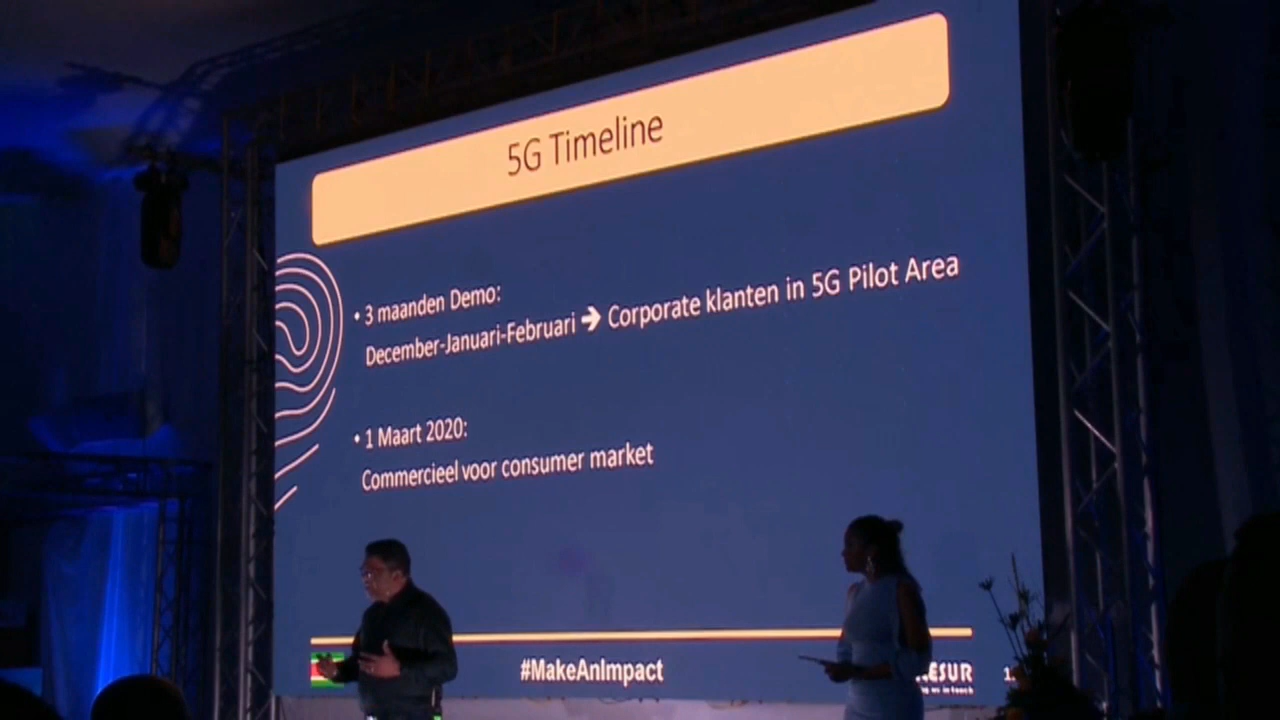 5G Timeline
• 3 maanden Demo:
December-Januari-Februari ➔ Corporate klanten in 5G Pilot Area
• 1 Maart 2020:
Commercieel voor consumer market
#MakeAnImpact